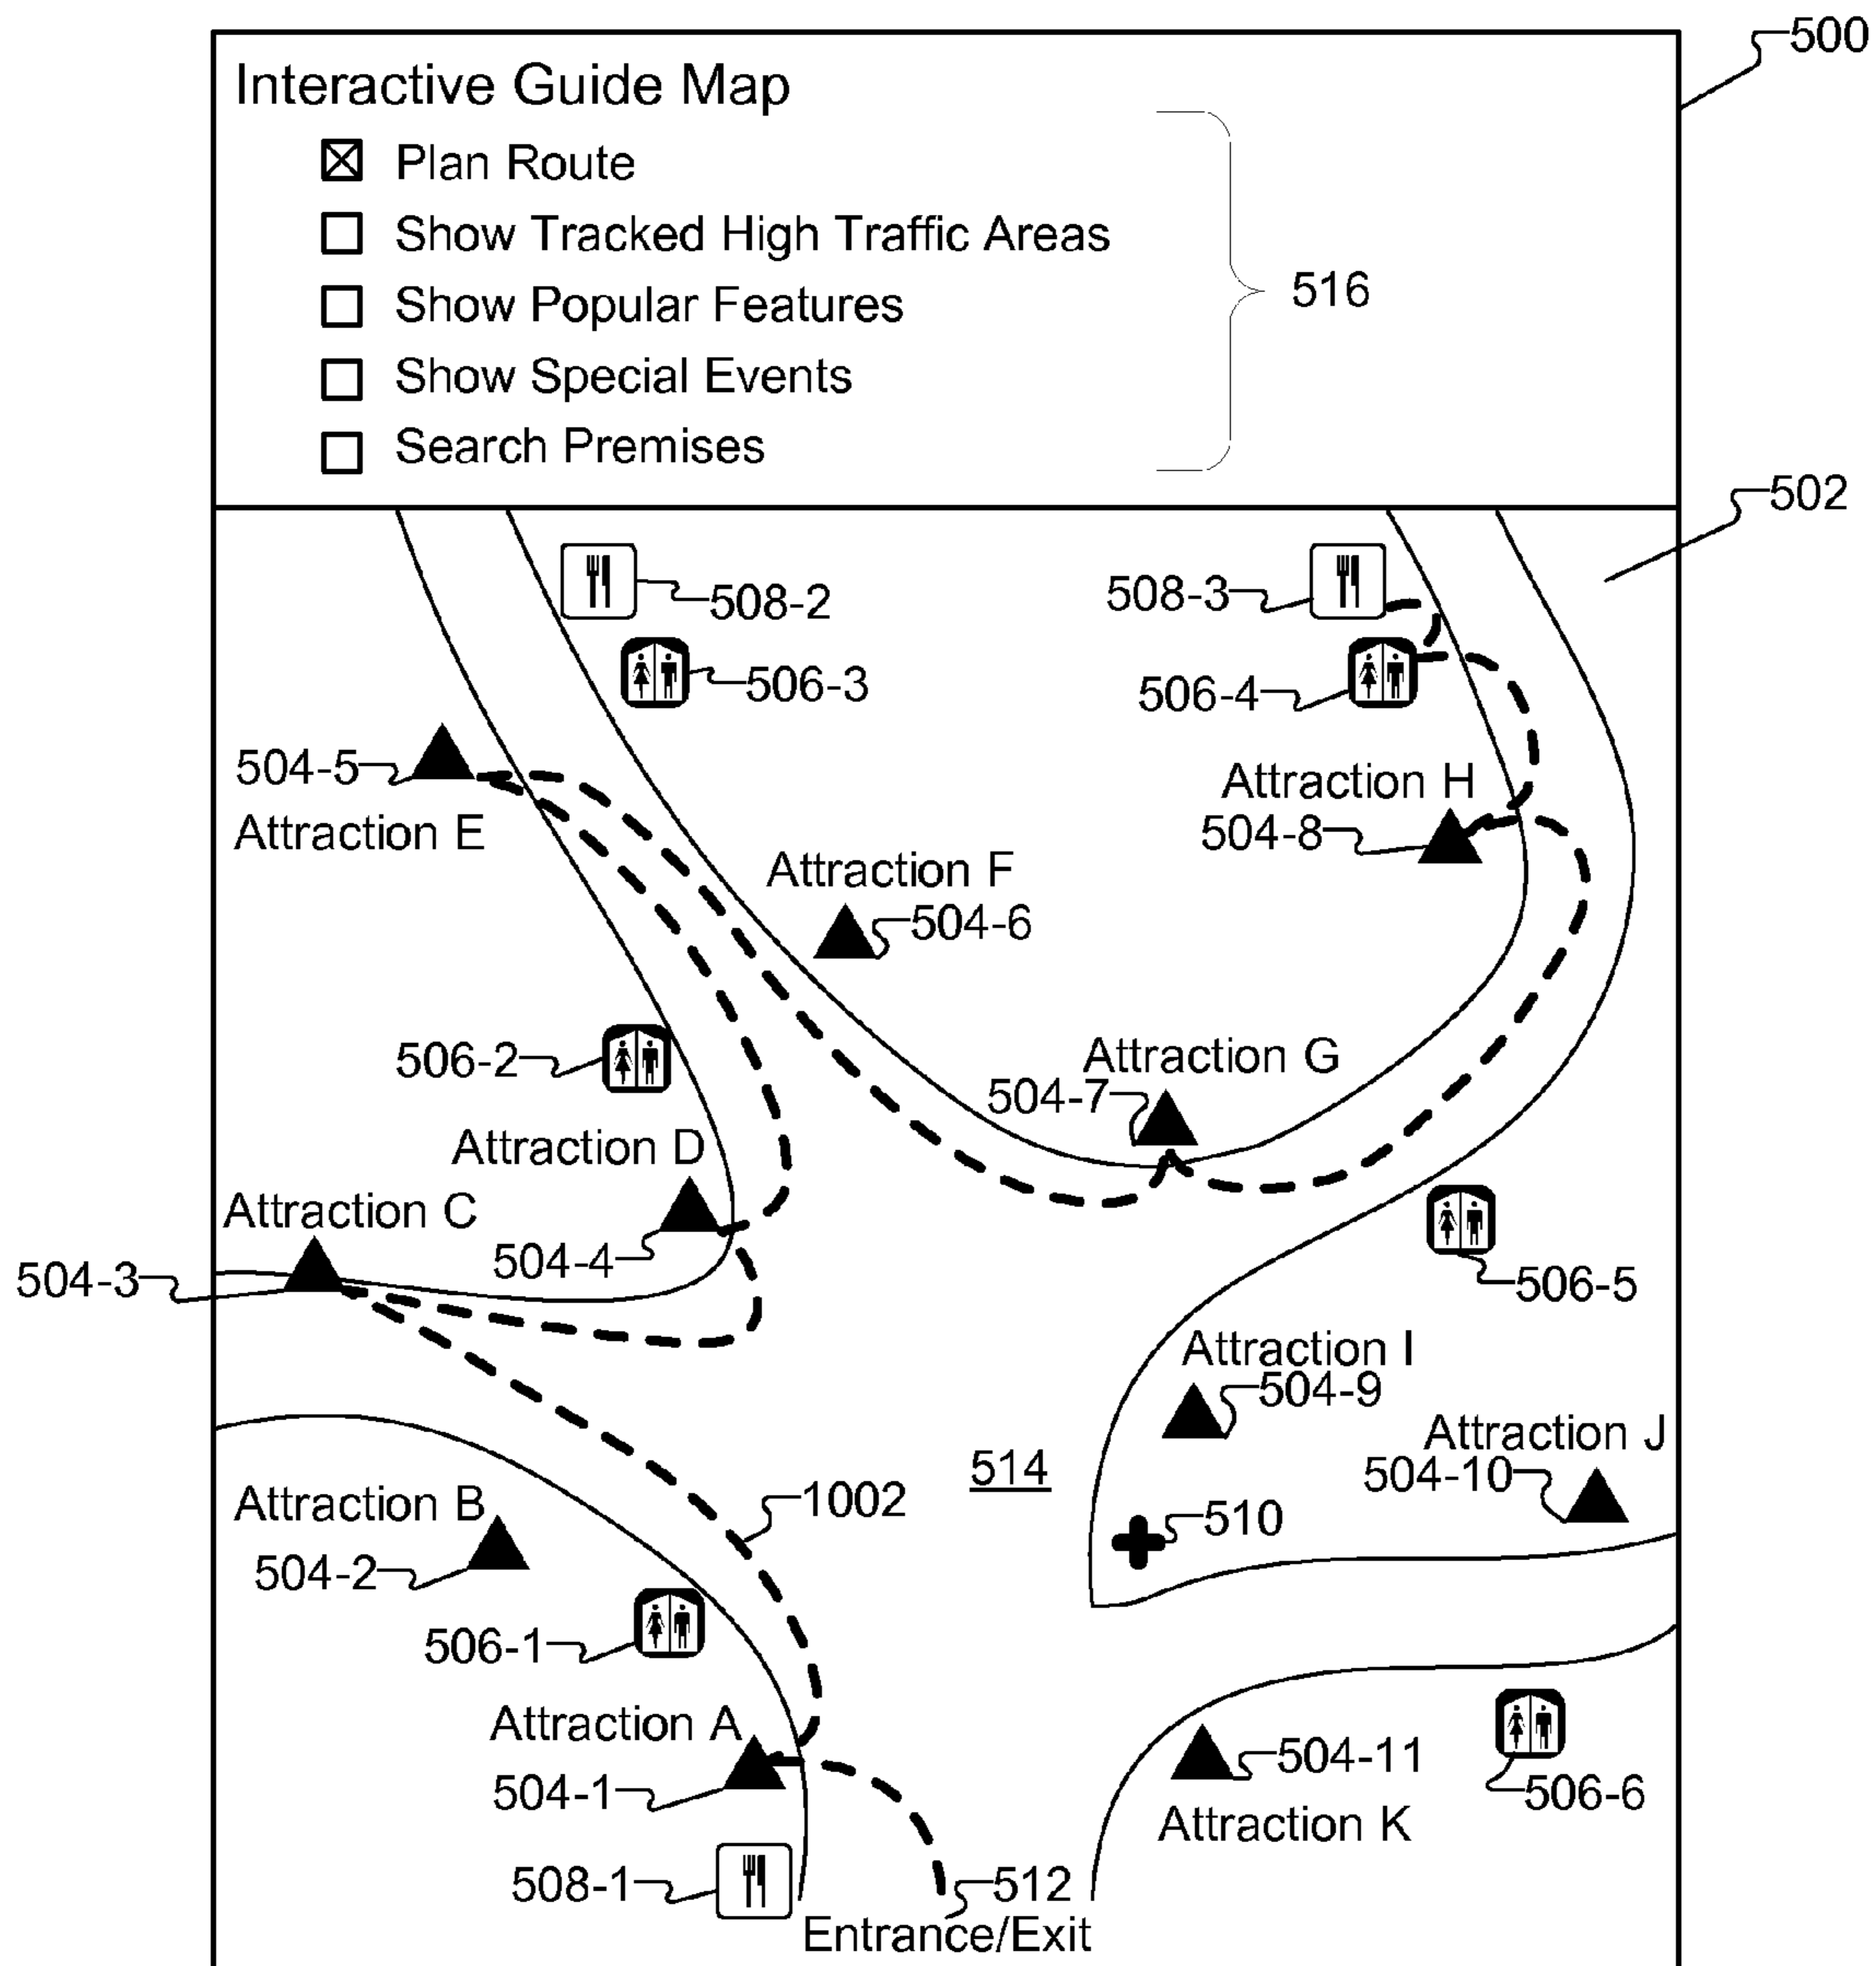 500
Interactive Guide Map
Plan Route
Show Tracked High Traffic Areas
Show Popular Features
516
Show Special Events
Search Premises
502
508-2
508-3
506-3
506-4
504-5
Attraction E
Attraction H
504-8
Attraction F
504-6
506-2
Attraction G
504-7
Attraction D
Attraction C
504-4
504-3
506-5
Attraction I
504-9
Attraction J
504-10
514
1002
510
Attraction B
504-2
506-1
Attraction A
504-1
504-11
506-6
Attraction K
508-1
512
Entrance/Exit